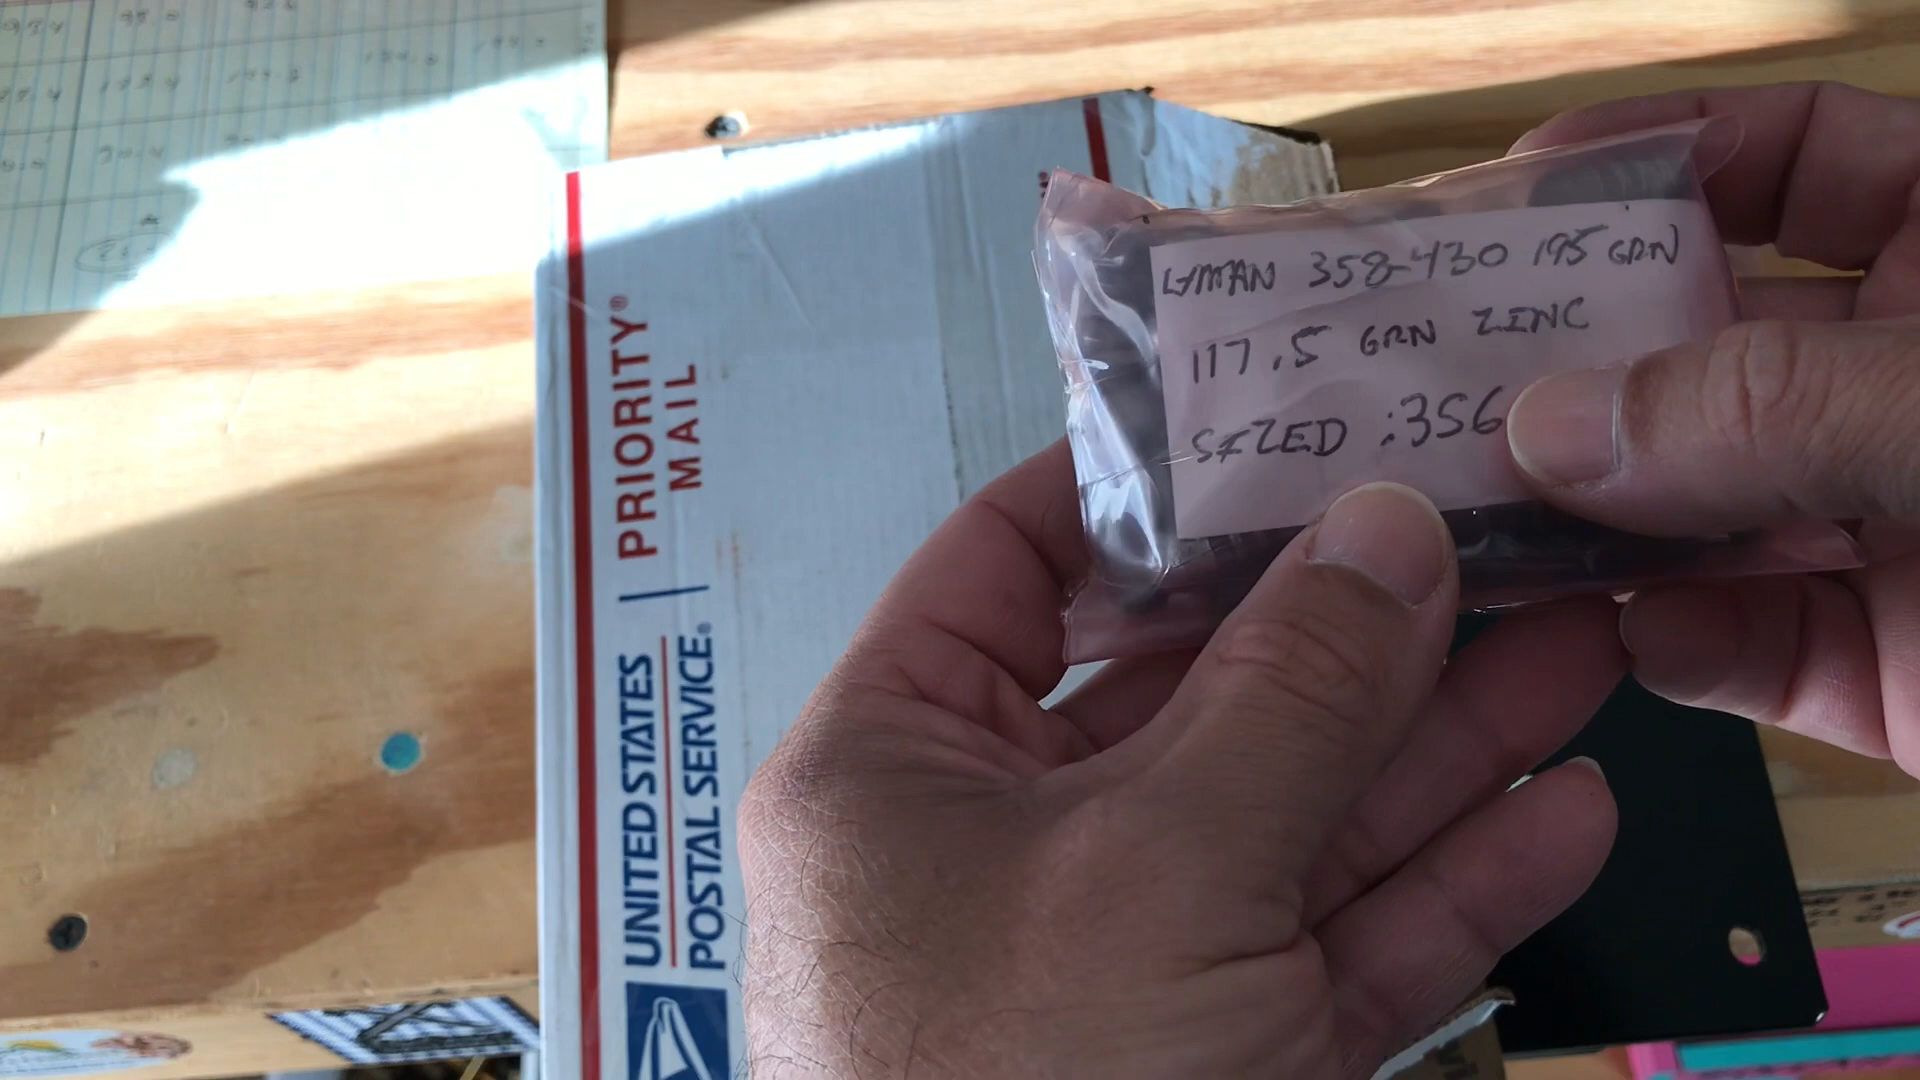 LYMAN 358-430 195 GRN
117.5 GRN ZINC
SIZED .356
PRIORITY®
MAIL
UNITED STATES
POSTAL SERVICE®